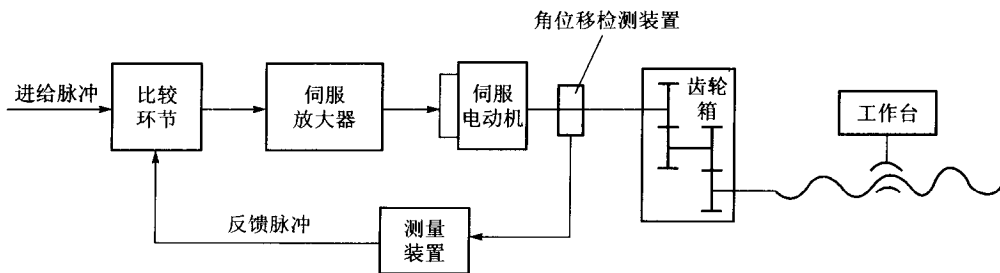 角位移检测装置
进给脉冲
比较
环节
伺服
放大器
伺服
电动机
齿轮
箱
工作台
反馈脉冲
测量
装置